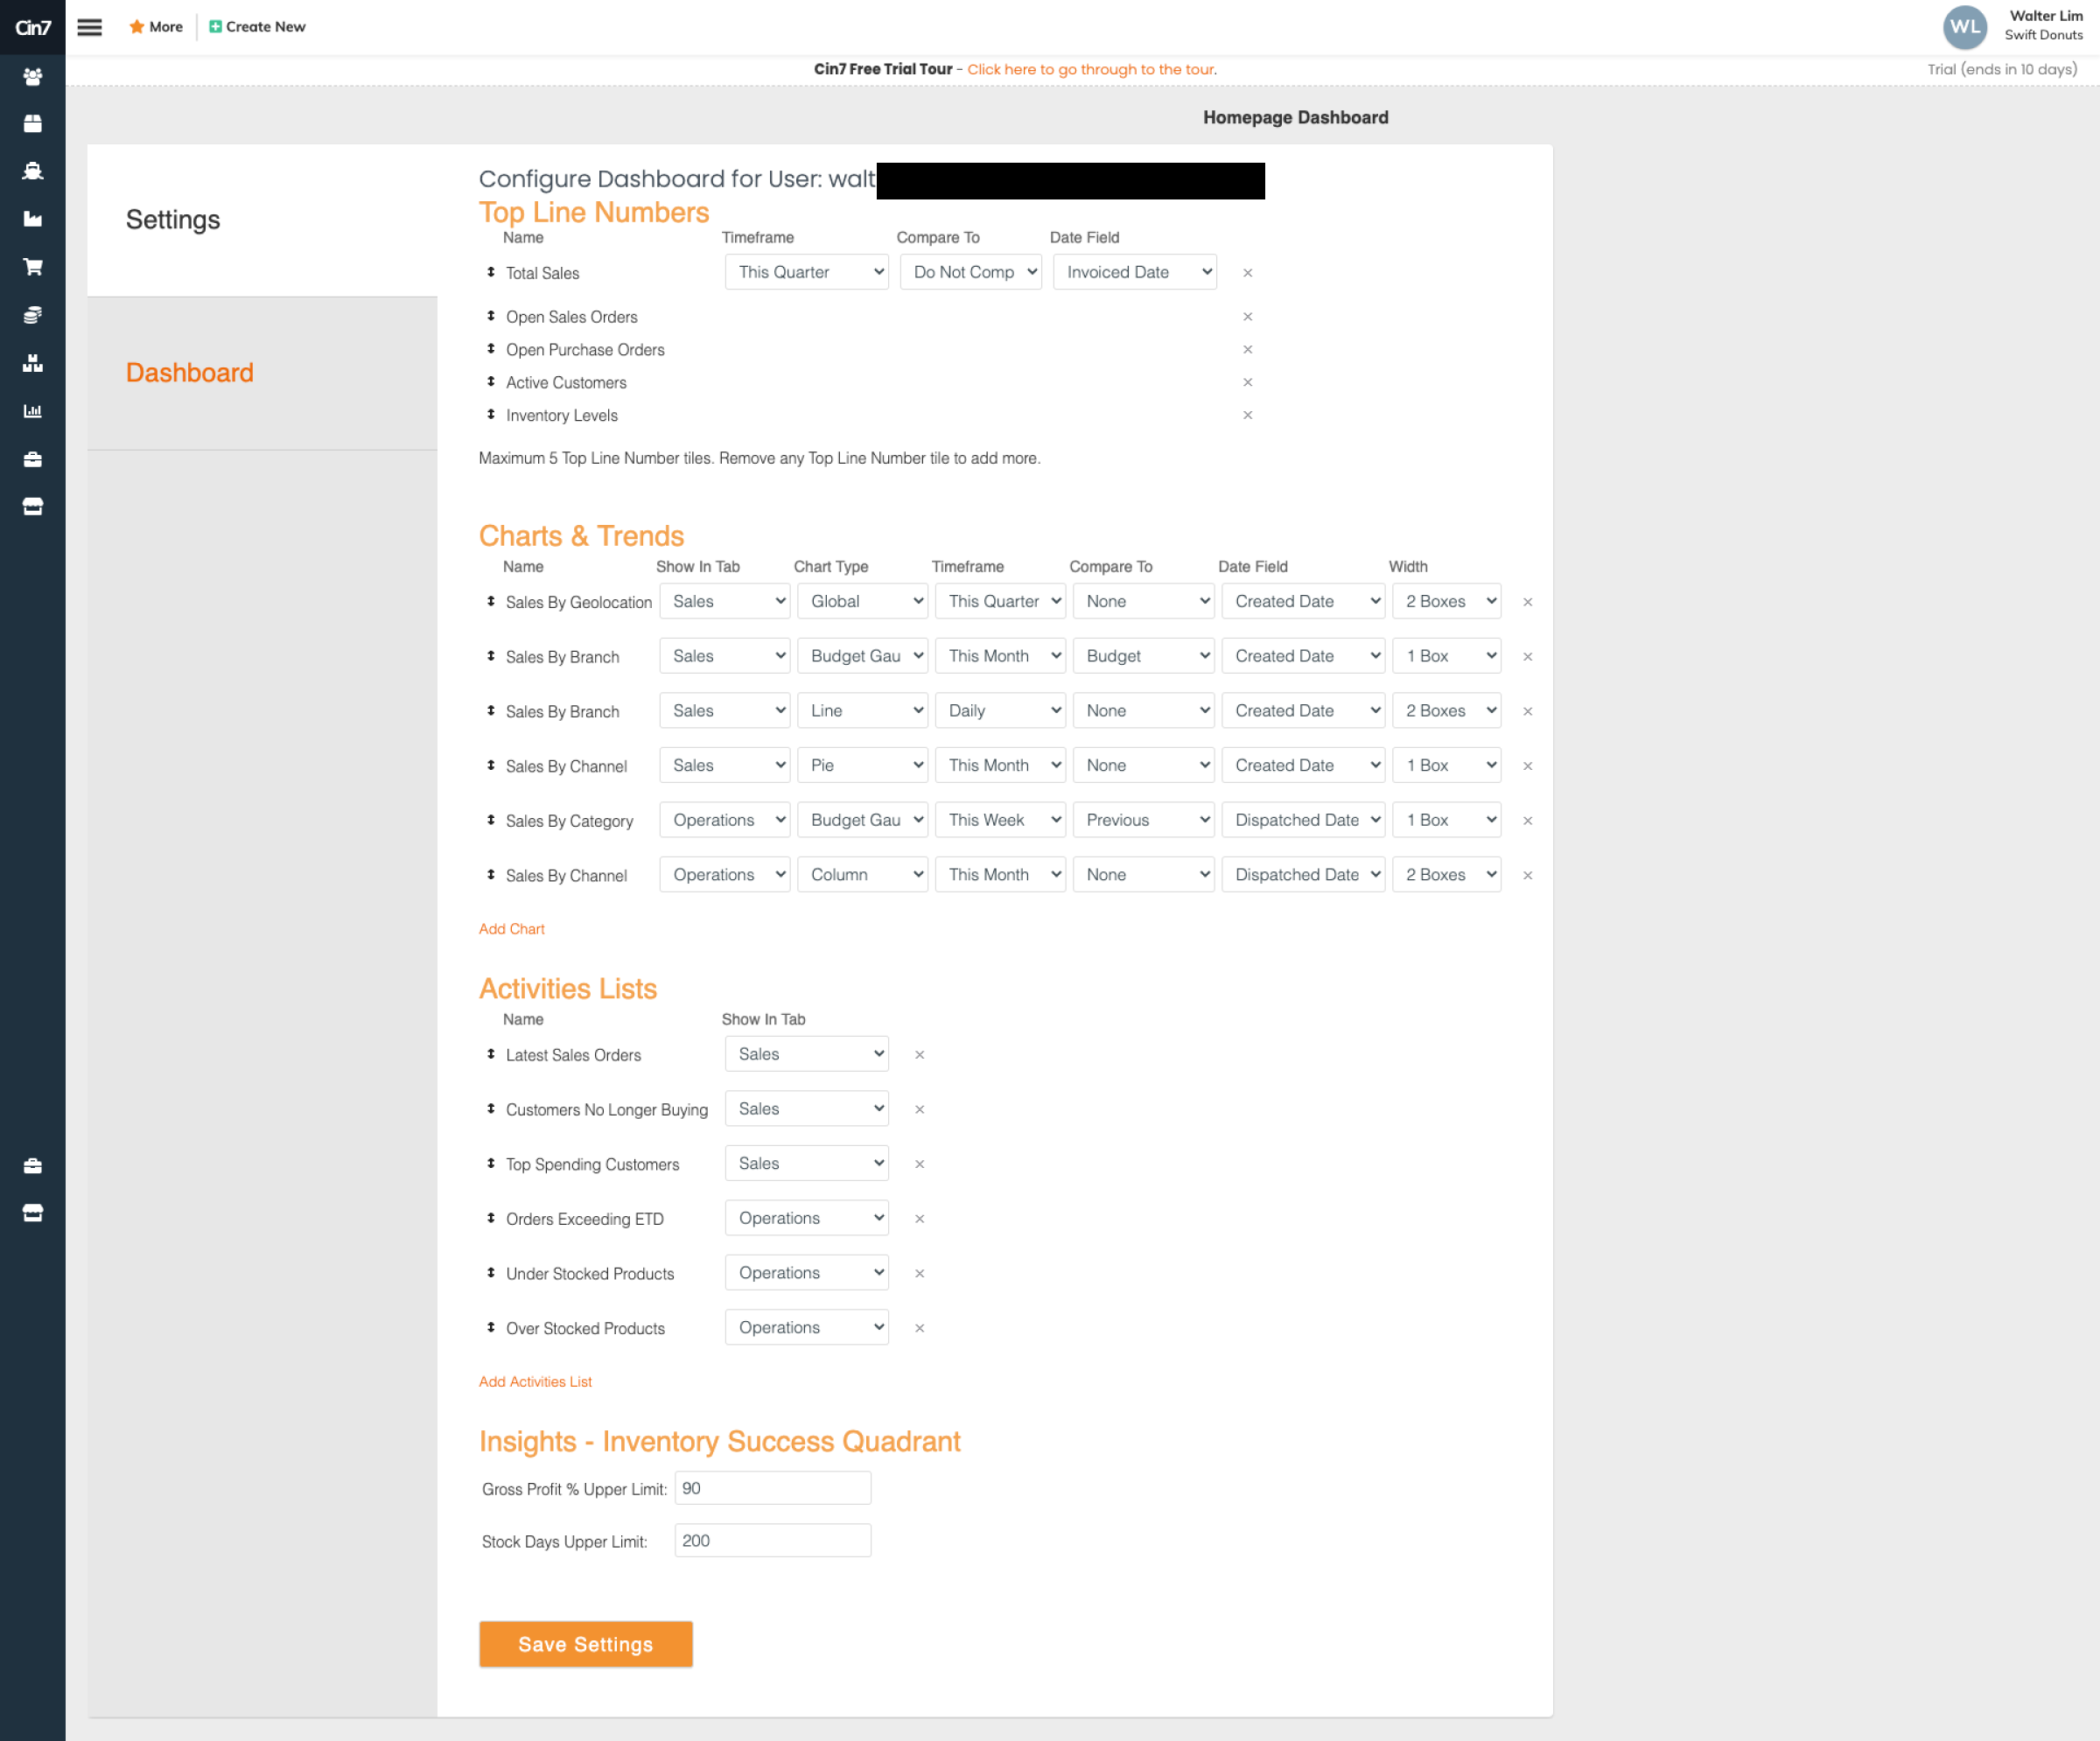 Cin7 More Create New WL Walter Lim
Swift Donuts
Cin7 Free Trial Tour - Click here to go through to the tour. Trial (ends in 10 days)
Homepage Dashboard
Settings
Dashboard
Configure Dashboard for User: walt
Top Line Numbers
Name Timeframe Compare To Date Field
Total Sales This Quarter Do Not Comp Invoiced Date ×
Open Sales Orders ×
Open Purchase Orders ×
Active Customers ×
Inventory Levels ×
Maximum 5 Top Line Number tiles. Remove any Top Line Number tile to add more.
Charts & Trends
Name Show In Tab Chart Type Timeframe Compare To Date Field Width
Sales By Geolocation Sales Global This Quarter None Created Date 2 Boxes ×
Sales By Branch Sales Budget Gau This Month Budget Created Date 1 Box ×
Sales By Branch Sales Line Daily None Created Date 2 Boxes ×
Sales By Channel Sales Pie This Month None Created Date 1 Box ×
Sales By Category Operations Budget Gau This Week Previous Dispatched Date 1 Box ×
Sales By Channel Operations Column This Month None Dispatched Date 2 Boxes ×
Add Chart
Activities Lists
Name Show In Tab
Latest Sales Orders Sales ×
Customers No Longer Buying Sales ×
Top Spending Customers Sales ×
Orders Exceeding ETD Operations ×
Under Stocked Products Operations ×
Over Stocked Products Operations ×
Add Activities List
Insights - Inventory Success Quadrant
Gross Profit % Upper Limit: 90
Stock Days Upper Limit: 200
Save Settings